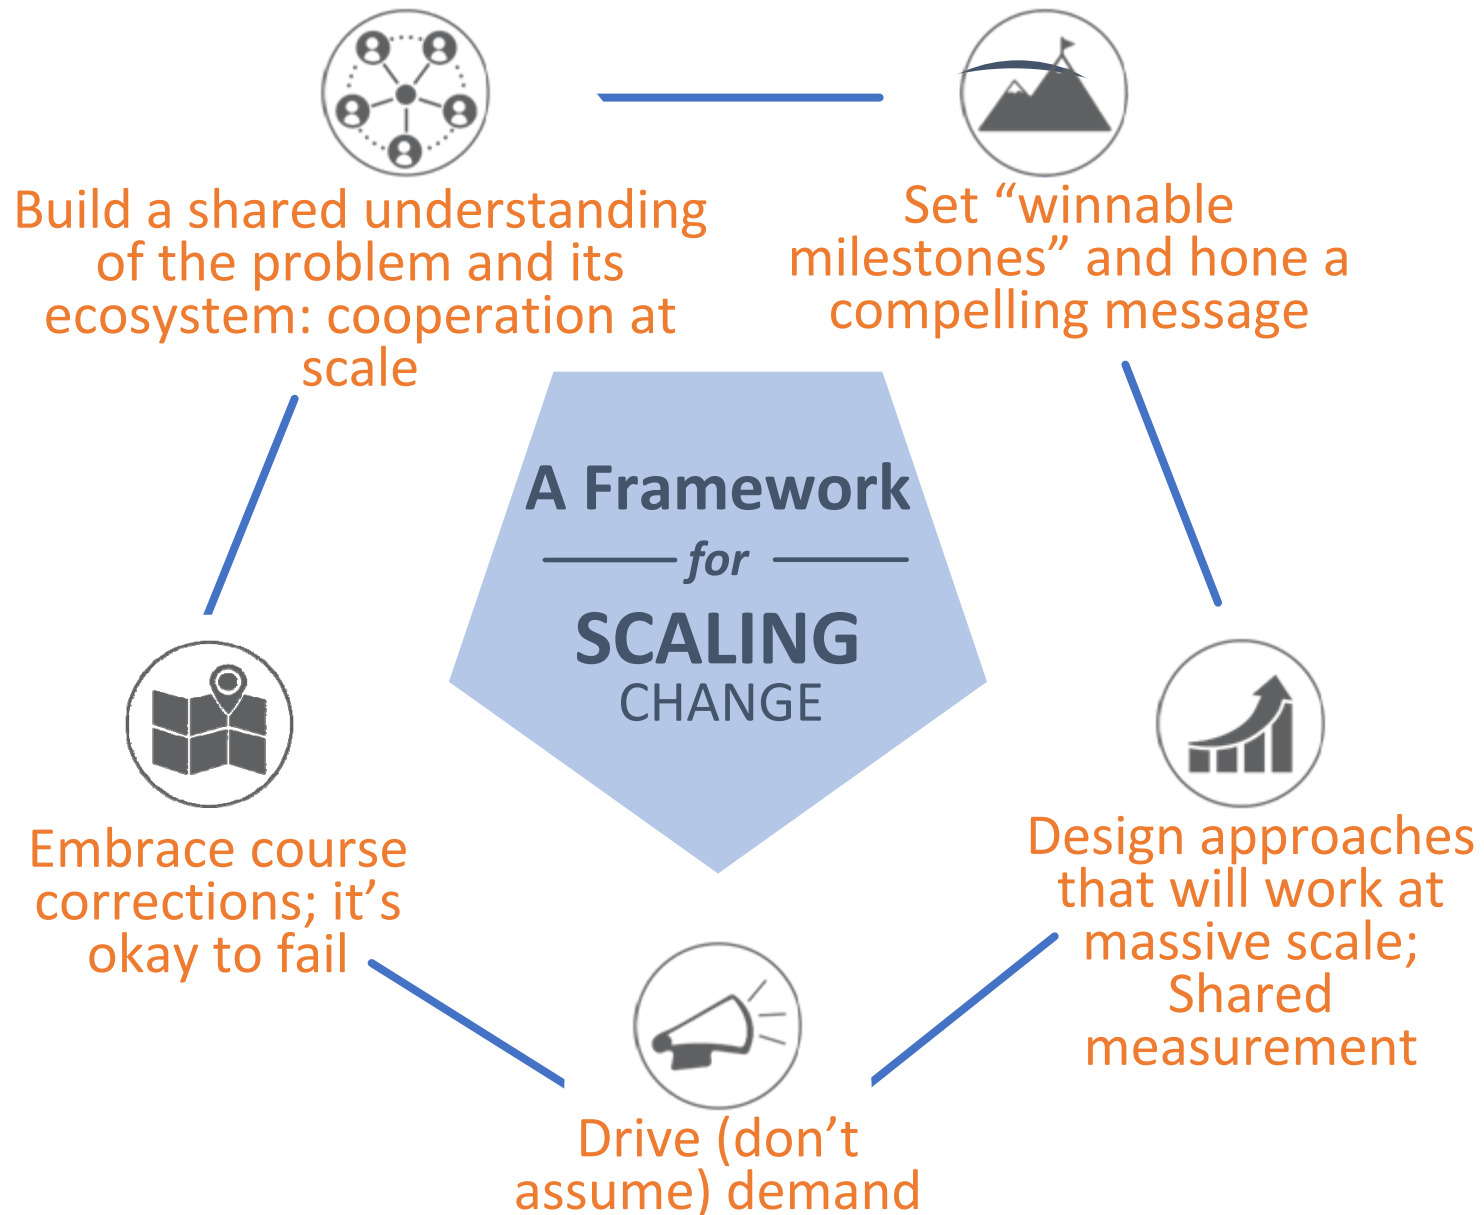 Build a shared understanding
of the problem and its
ecosystem: cooperation at
scale
Set “winnable
milestones” and hone a
compelling message
A Framework
for
SCALING
CHANGE
Embrace course
corrections; it’s
okay to fail
Design approaches
that will work at
massive scale;
Shared
measurement
Drive (don’t
assume) demand